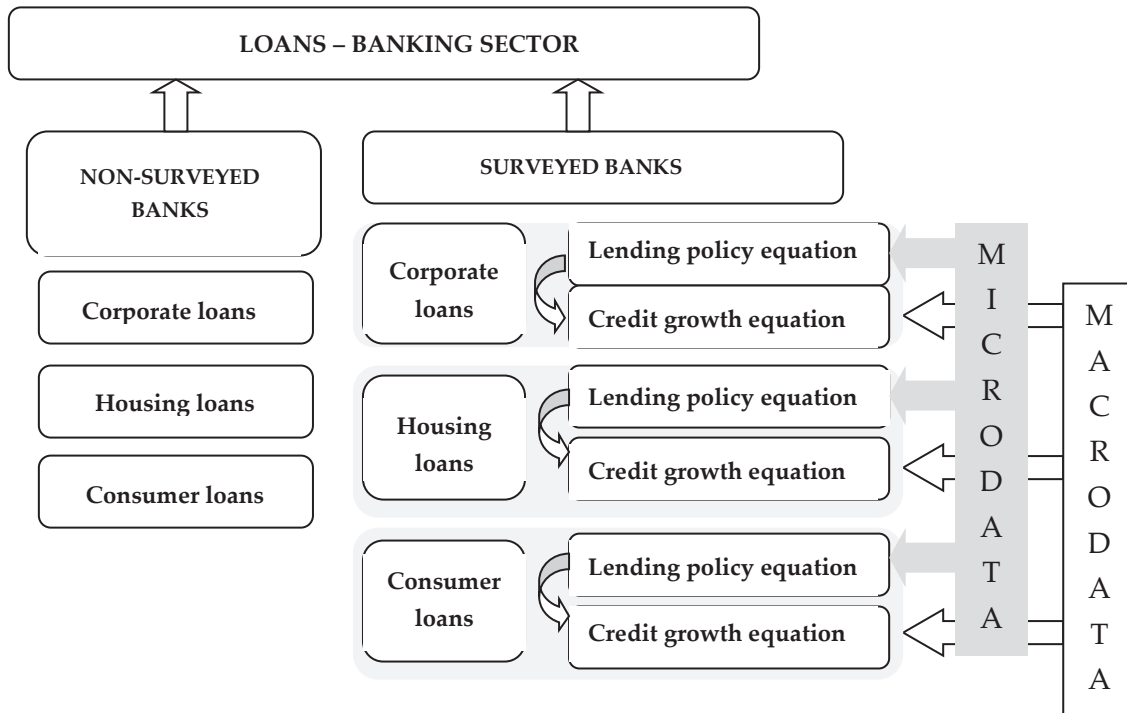 LOANS – BANKING SECTOR
NON-SURVEYED
BANKS
SURVEYED BANKS
Corporate loans
Housing loans
Consumer loans
Corporate
loans
Lending policy equation
Credit growth equation
Housing
loans
Lending policy equation
Credit growth equation
Consumer
loans
Lending policy equation
Credit growth equation
M
I
C
R
O
D
A
T
A
M
A
C
R
O
D
A
T
A